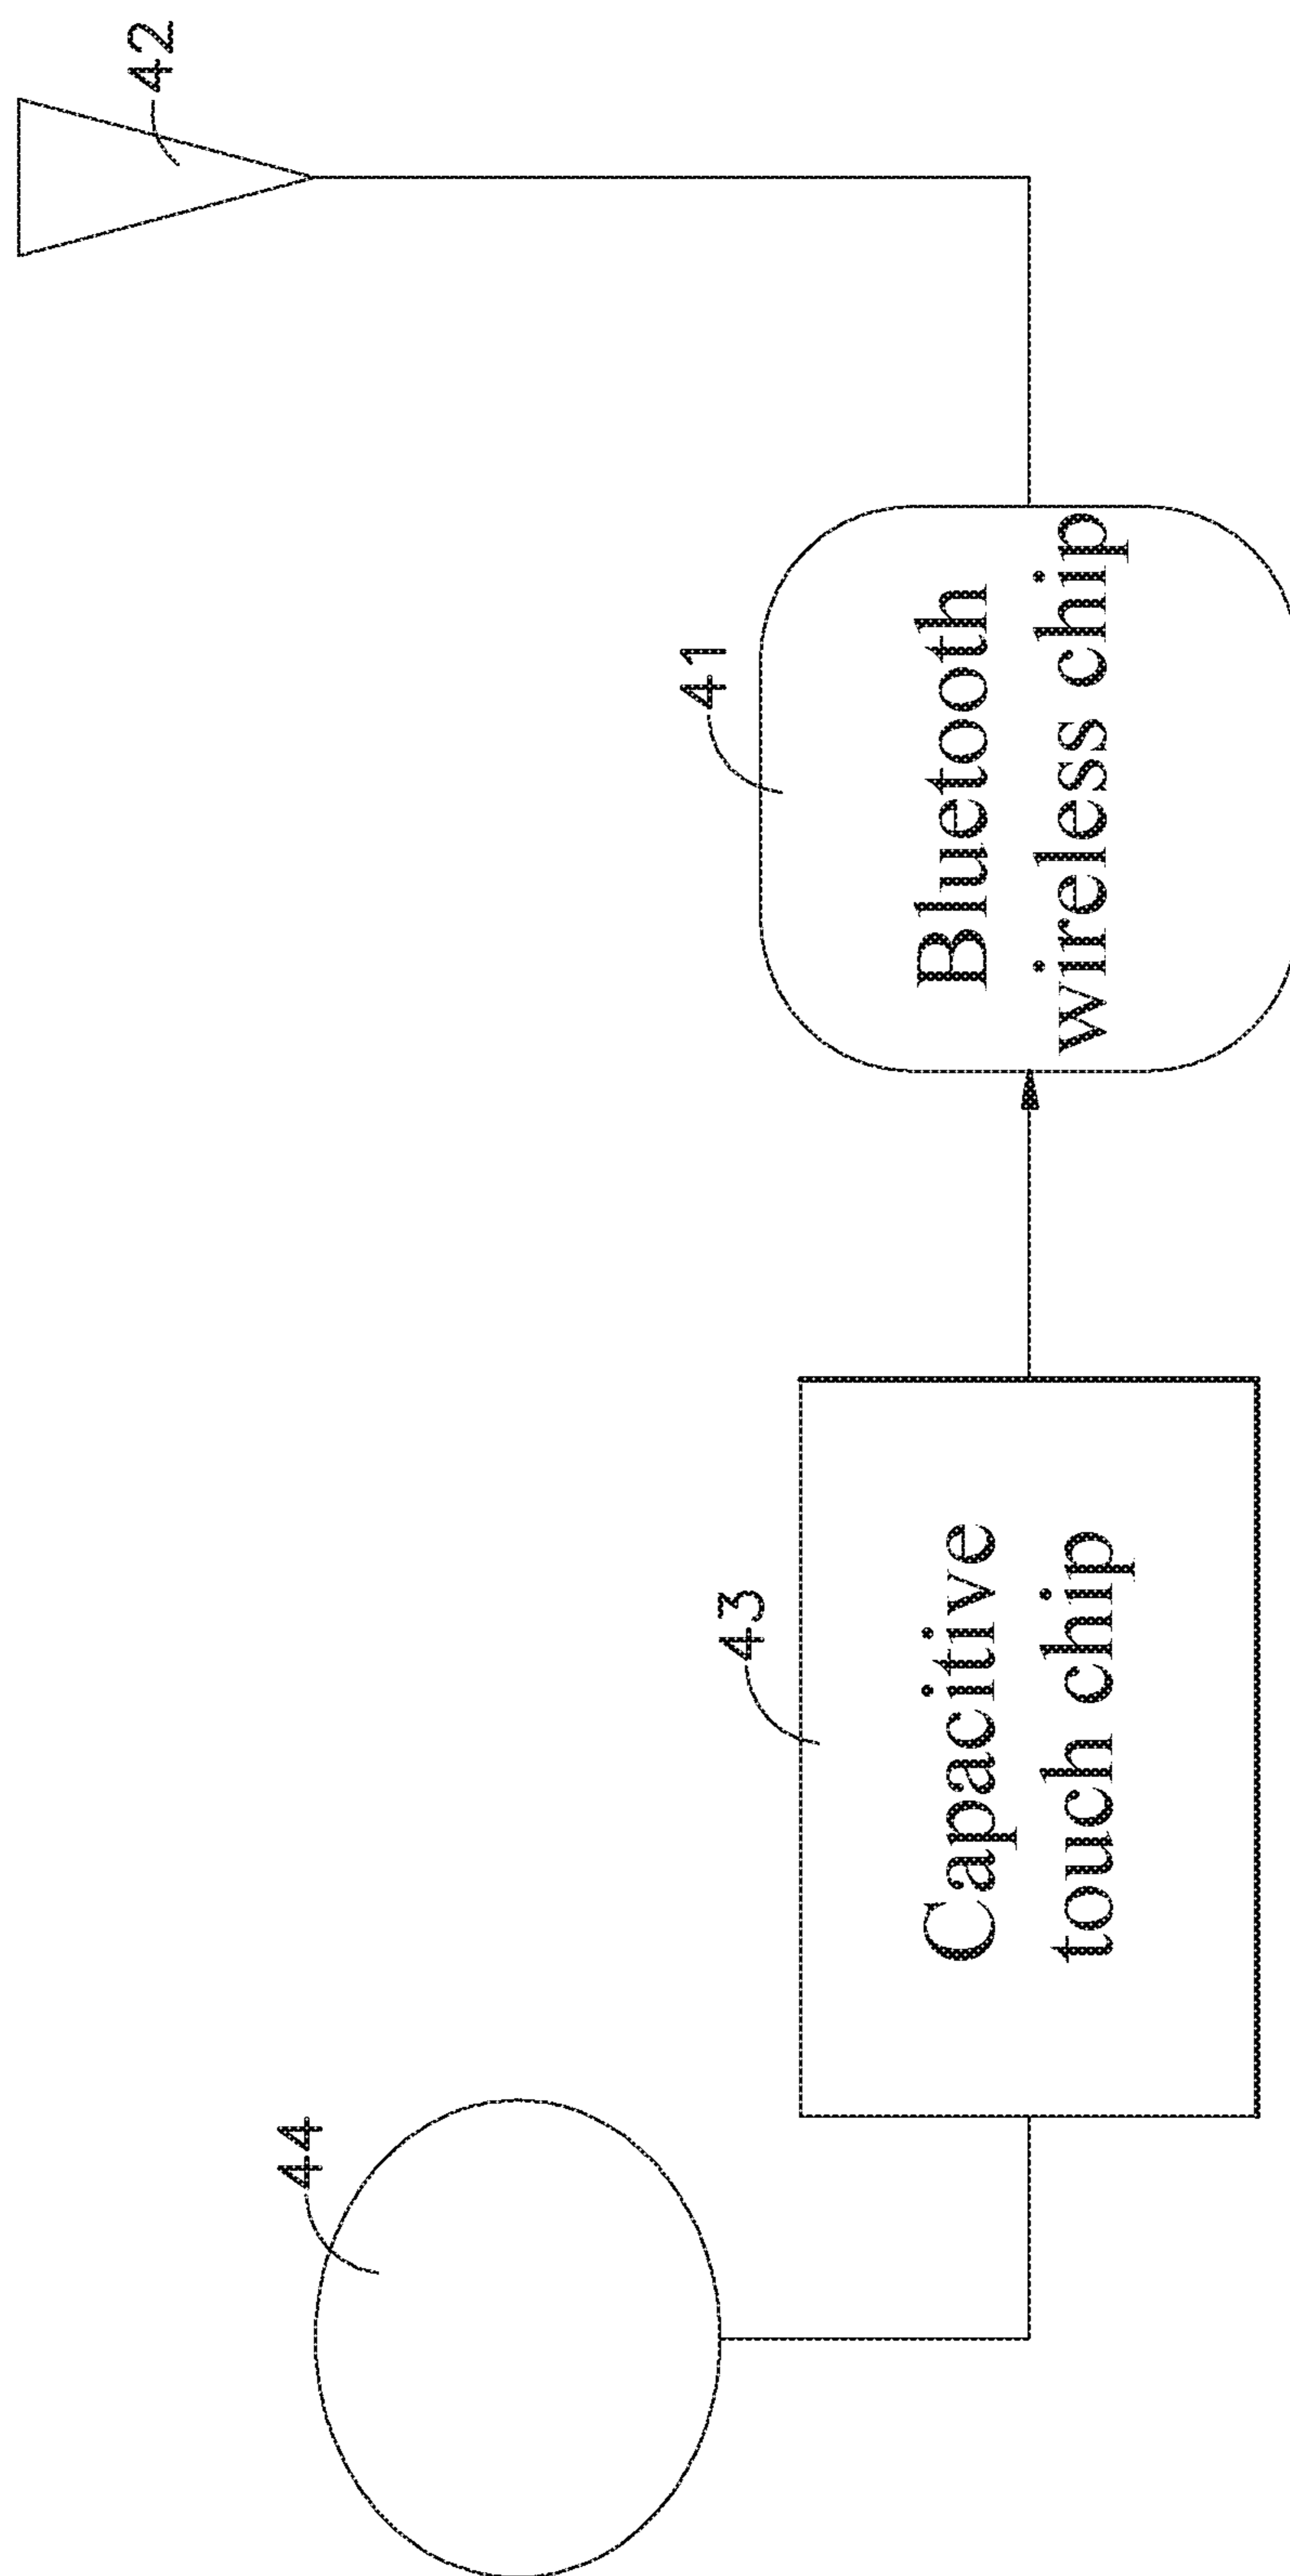 42
41
Bluetooth
wireless chip
43
Capacitive
touch chip
44